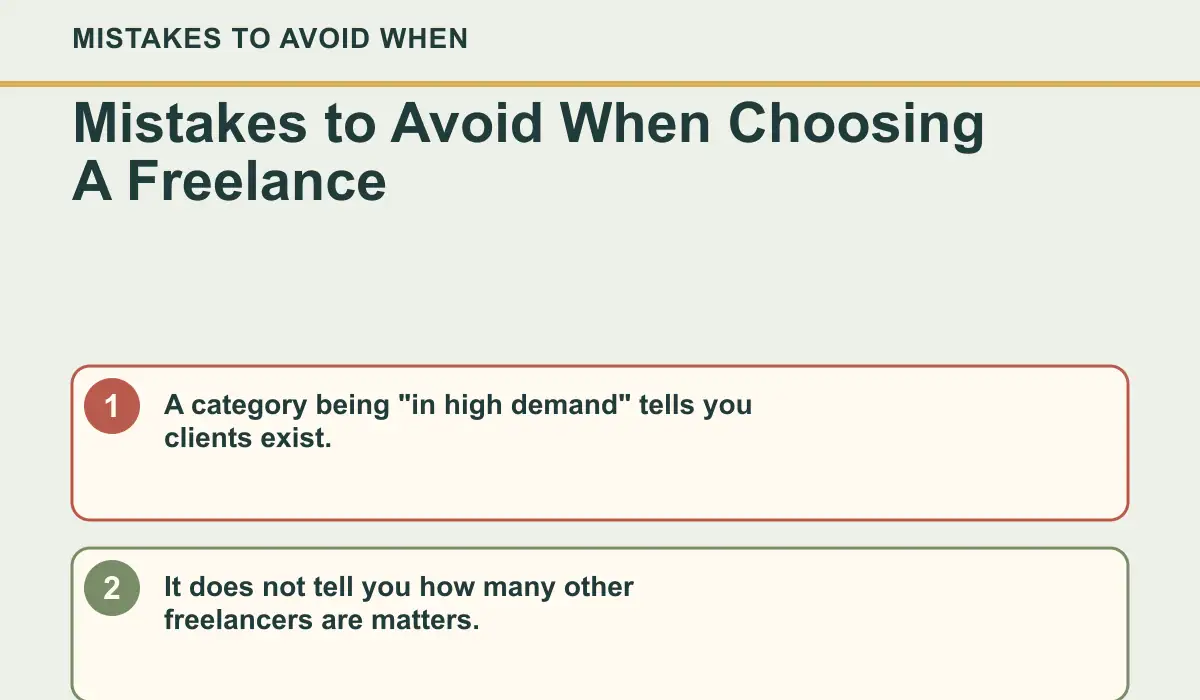 MISTAKES TO AVOID WHEN
Mistakes to Avoid When Choosing
A Freelance
1
A category being "in high demand" tells you
clients exist.
2
It does not tell you how many other
freelancers are matters.